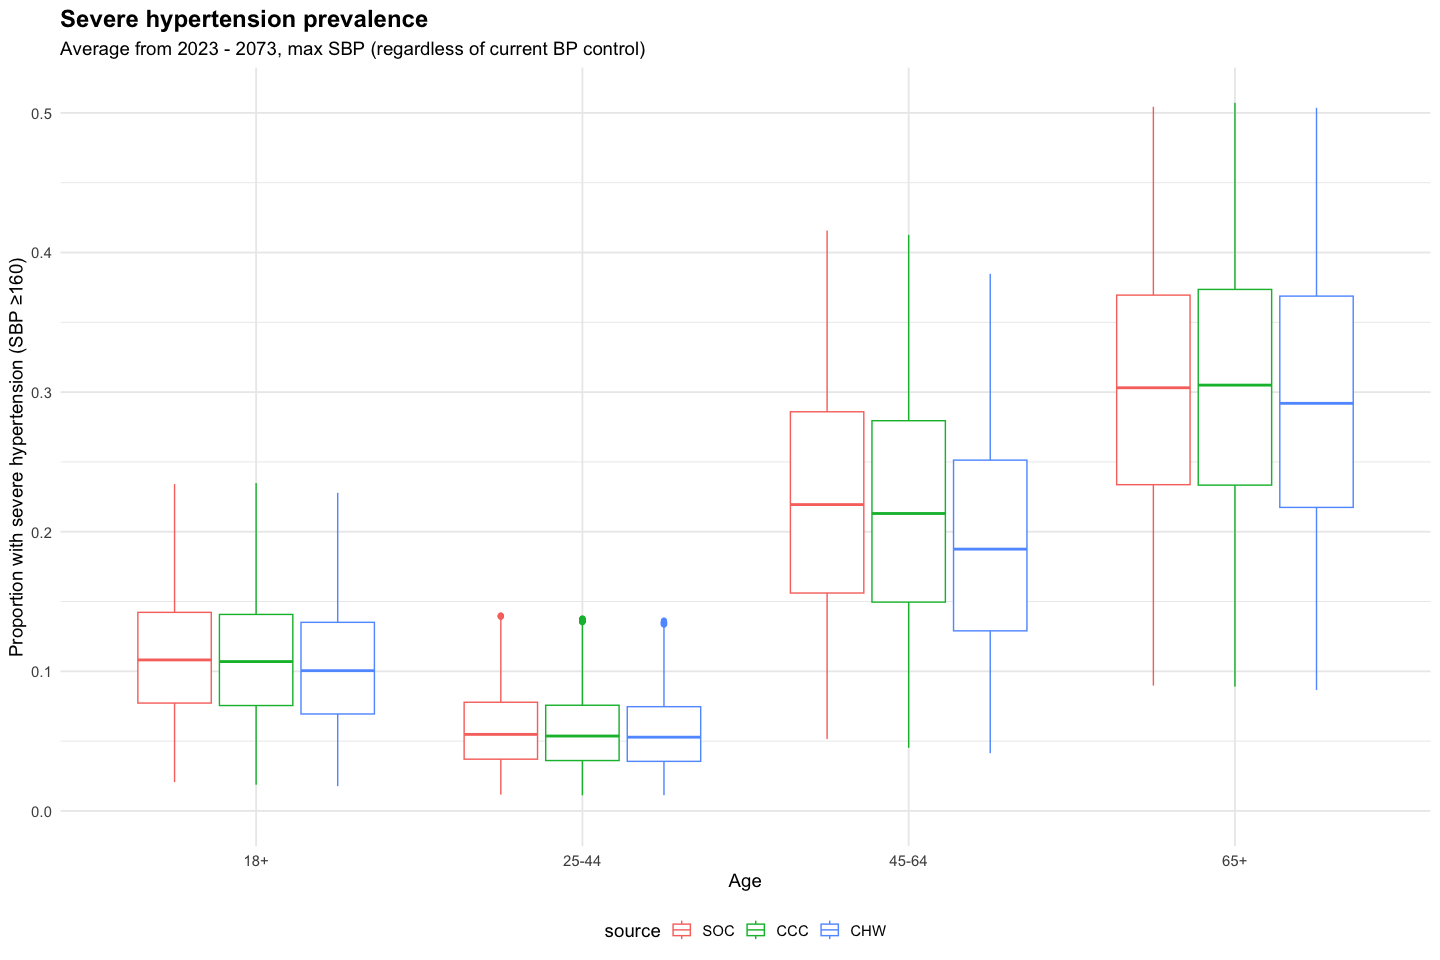 Severe hypertension prevalence
Average from 2023 - 2073, max SBP (regardless of current BP control)
Proportion with severe hypertension (SBP ≥160)
0.5
0.4
0.3
0.2
0.1
0.0
18+ 25-44 45-64 65+
Age
source SOC CCC CHW